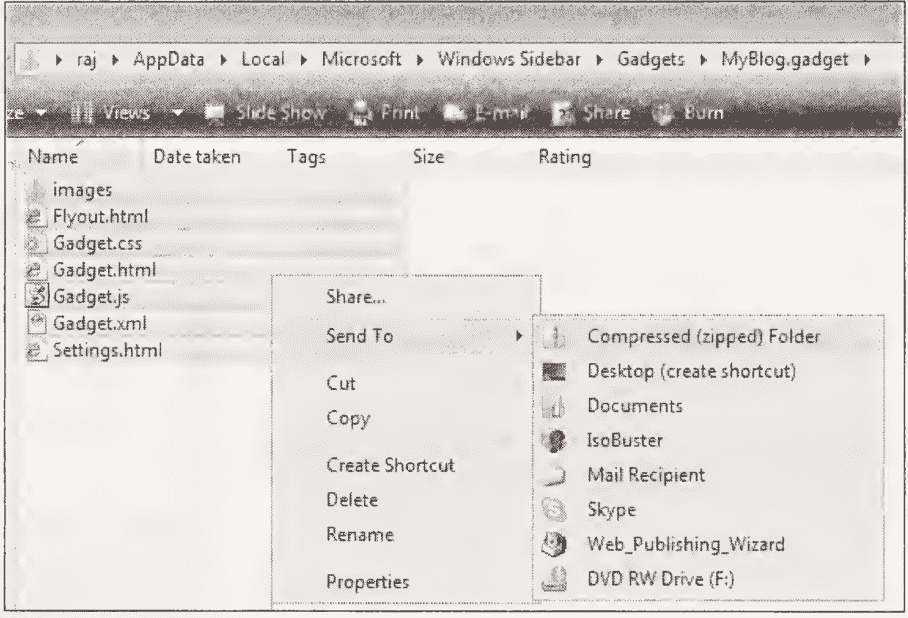 raj AppData Local Microsoft Windows Sidebar Gadgets MyBlog.gadget
ze Views Slide Show Print E-mail Share Burn
Name Date taken Tags Size Rating
images
Flyout.html
Gadget.css
Gadget.html
Gadget.js
Gadget.xml
Settings.html
Share...
Send To
Cut
Copy
Create Shortcut
Delete
Rename
Properties
Compressed (zipped) Folder
Desktop (create shortcut)
Documents
IsoBuster
Mail Recipient
Skype
Web_Publishing_Wizard
DVD RW Drive (F:)